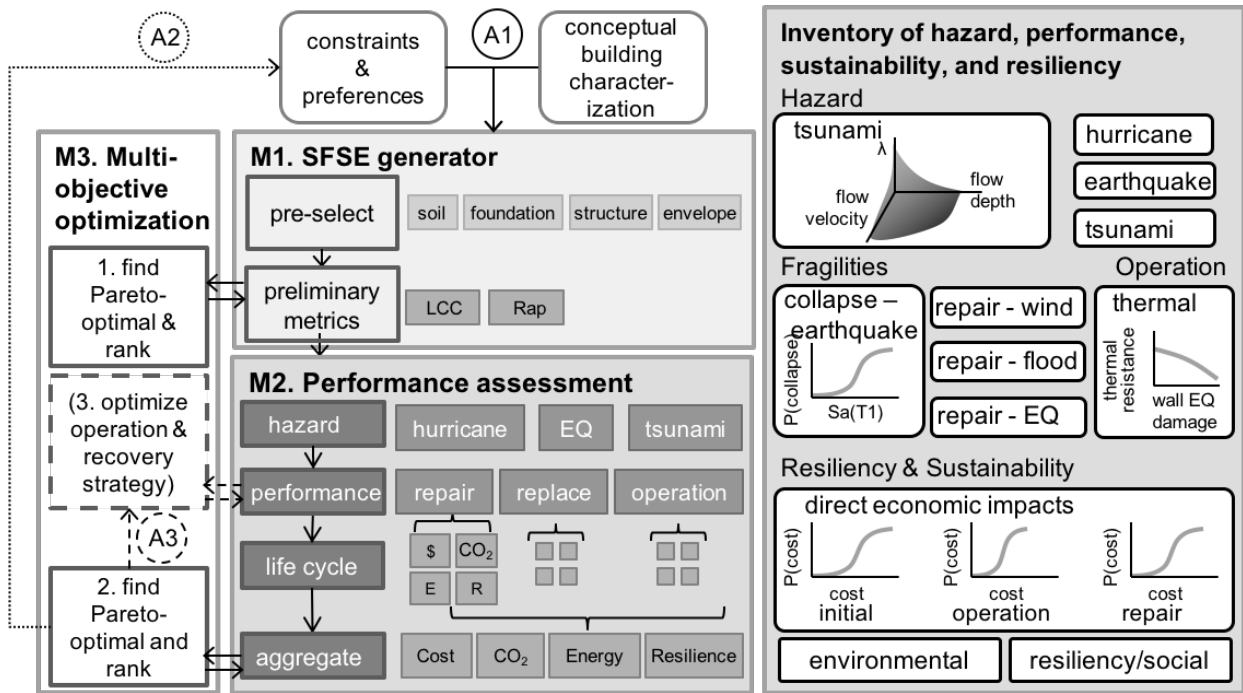 A2
constraints
&
preferences
A1
conceptual
building
character-
ization
M3. Multi-
objective
optimization
1. find
Pareto-
optimal &
rank
(3. optimize
operation &
recovery
strategy)
A3
2. find
Pareto-
optimal and
rank
M1. SFSE generator
pre-select
soil
foundation
structure
envelope
preliminary
metrics
LCC
Rap
M2. Performance assessment
hazard
hurricane
EQ
tsunami
performance
repair
replace
operation
life cycle
$
CO2
E
R
aggregate
Cost
CO2
Energy
Resilience
Inventory of hazard, performance,
sustainability, and resiliency
Hazard
tsunami
λ
flow
depth
flow
velocity
hurricane
earthquake
tsunami
Fragilities
collapse –
earthquake
P(collapse)
Sa(T1)
repair - wind
repair - flood
repair - EQ
Operation
thermal
thermal
resistance
wall EQ
damage
Resiliency & Sustainability
direct economic impacts
P(cost)
cost
initial
P(cost)
cost
operation
P(cost)
cost
repair
environmental
resiliency/social